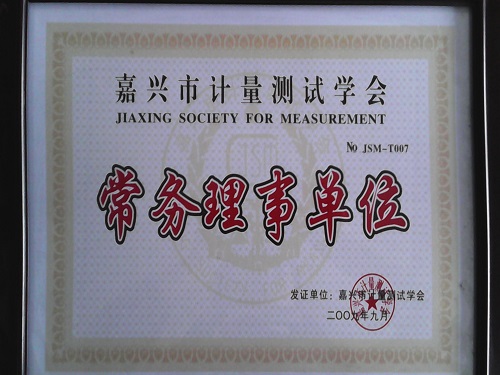 嘉兴市计量测试学会
JIAXING SOCIETY FOR MEASUREMENT
№ JSM-T007
常务理事单位
发证单位：嘉兴市计量测试学会
二〇〇九年九月